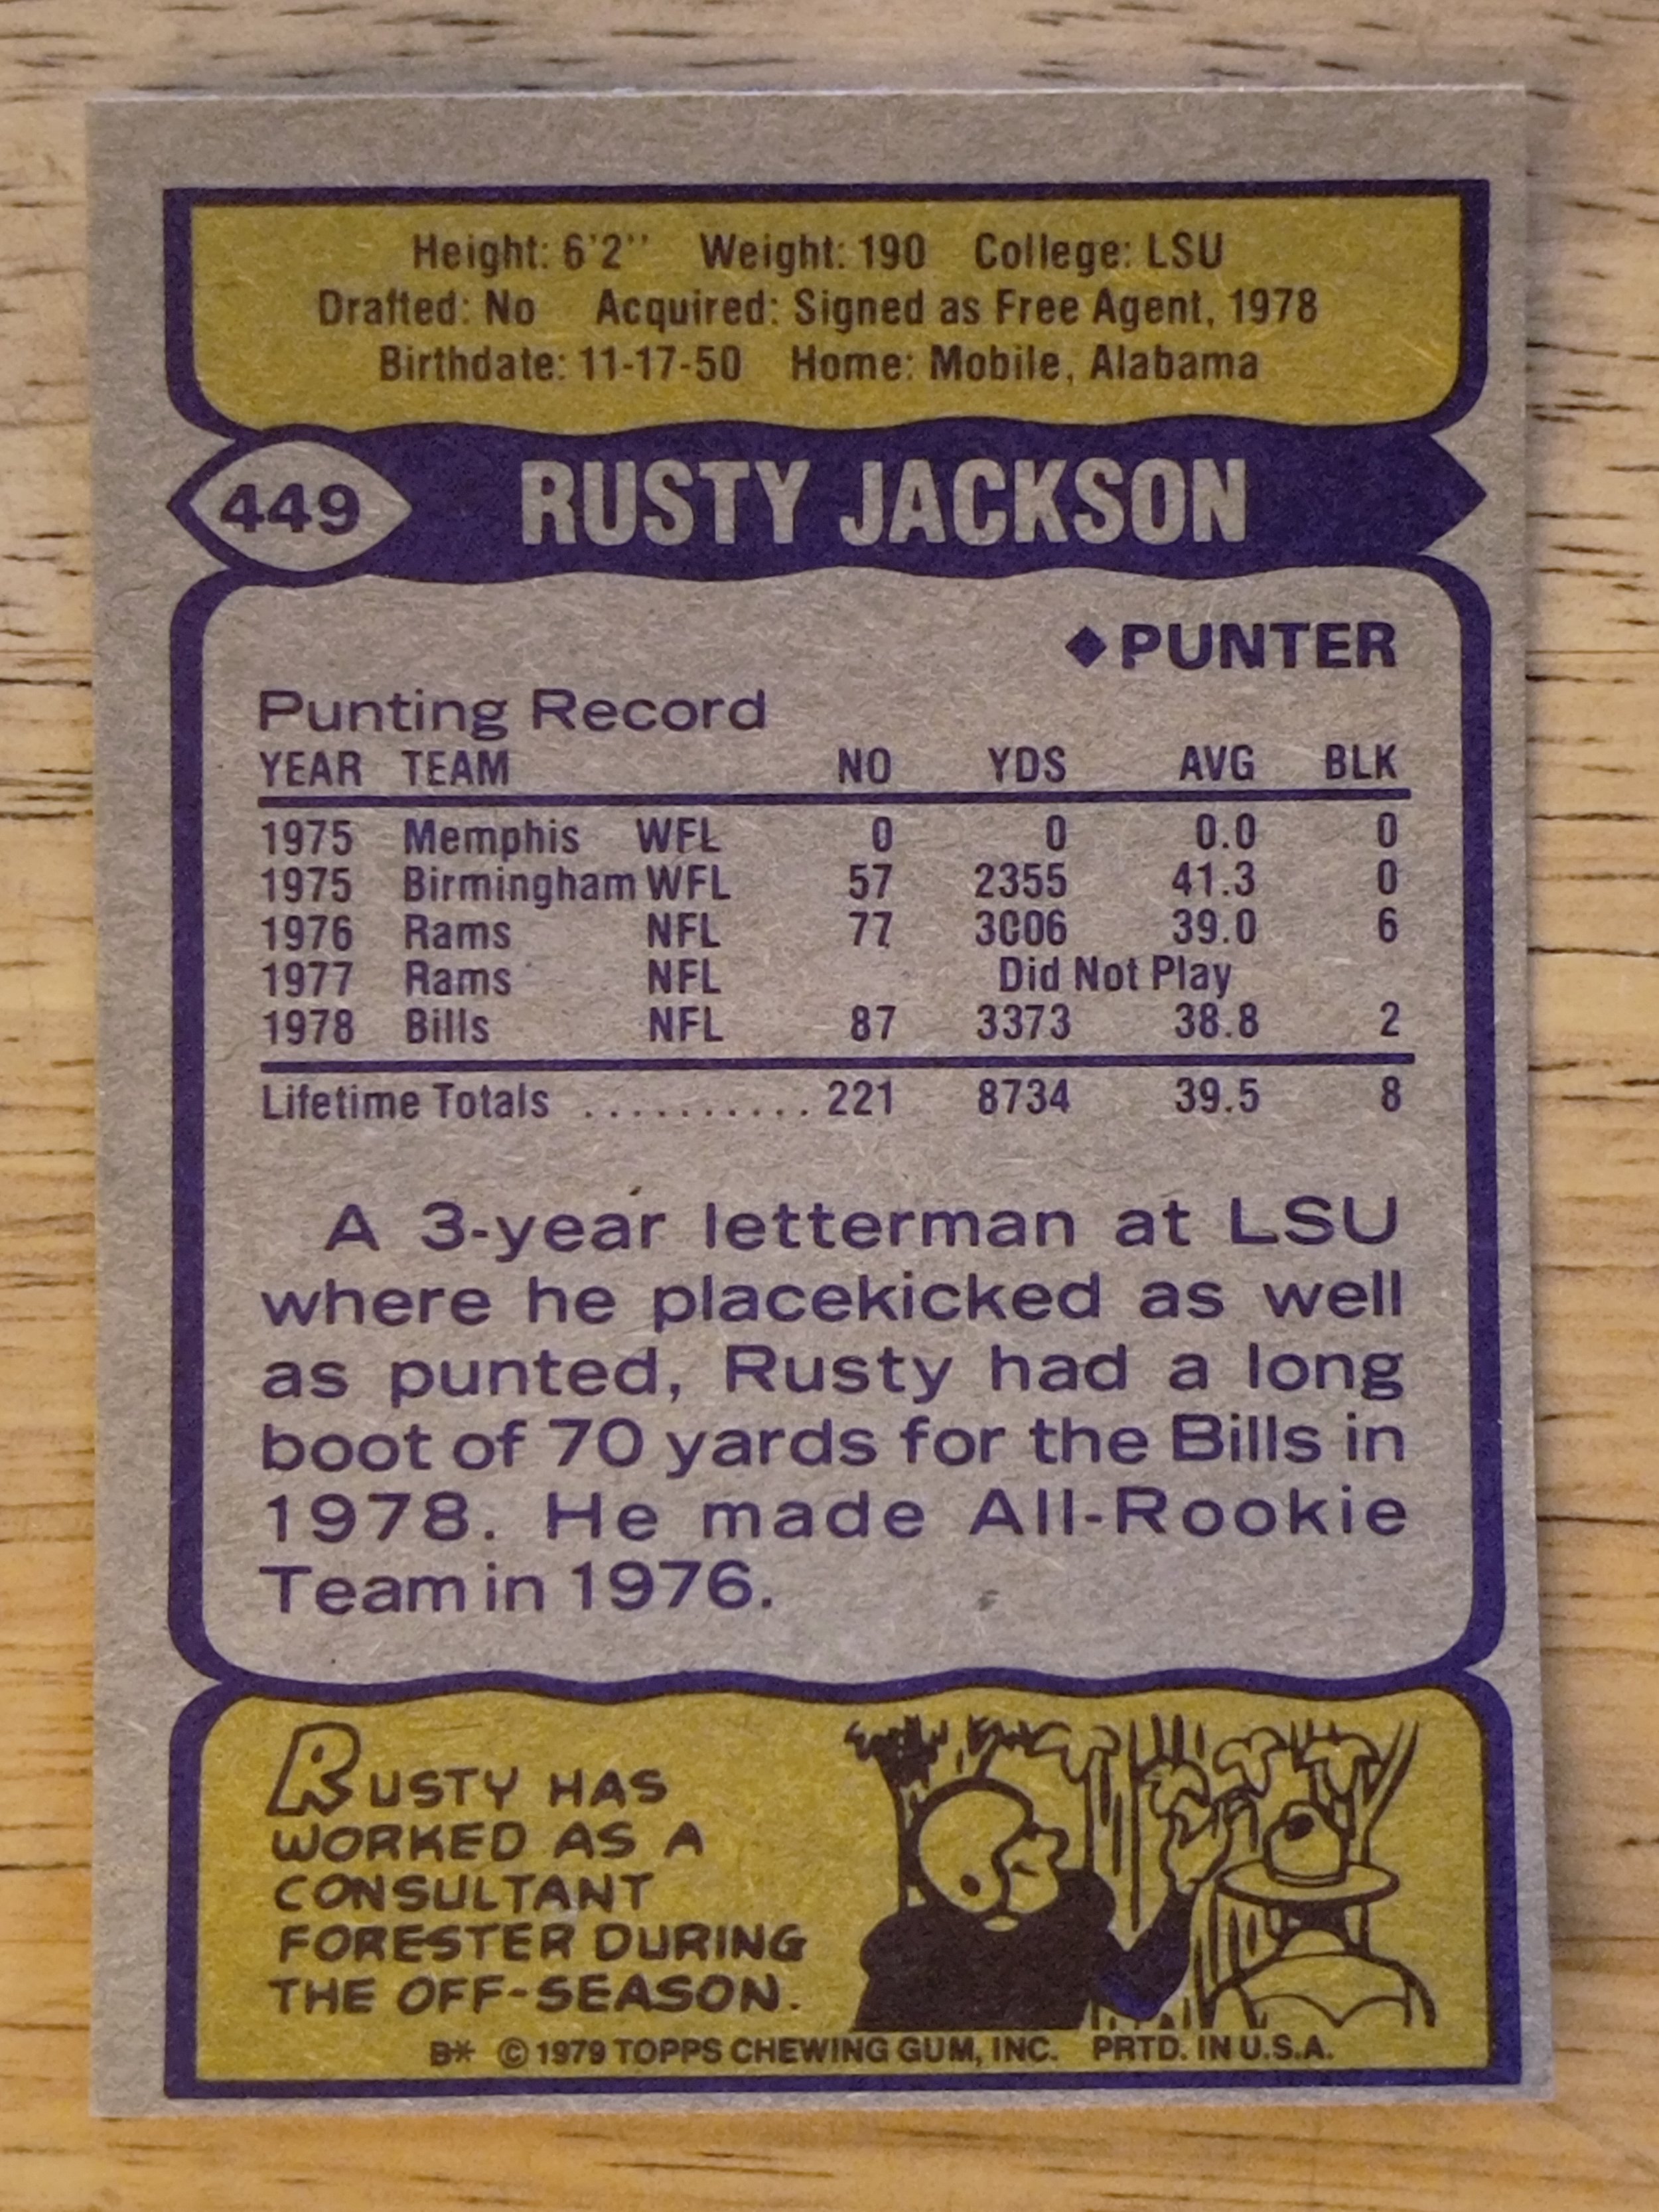 Height: 6'2'' Weight: 190 College: LSU
Drafted: No Acquired: Signed as Free Agent, 1978
Birthdate: 11-17-50 Home: Mobile, Alabama
449 RUSTY JACKSON
◆ PUNTER
Punting Record
YEAR TEAM NO YDS AVG BLK
1975 Memphis WFL 0 0 0.0 0
1975 Birmingham WFL 57 2355 41.3 0
1976 Rams NFL 77 3006 39.0 6
1977 Rams NFL Did Not Play
1978 Bills NFL 87 3373 38.8 2
Lifetime Totals .......... 221 8734 39.5 8
A 3-year letterman at LSU
where he placekicked as well
as punted, Rusty had a long
boot of 70 yards for the Bills in
1978. He made All-Rookie
Team in 1976.
RUSTY HAS
WORKED AS A
CONSULTANT
FORESTER DURING
THE OFF-SEASON.
B* © 1979 TOPPS CHEWING GUM, INC. PRTD. IN U.S.A.